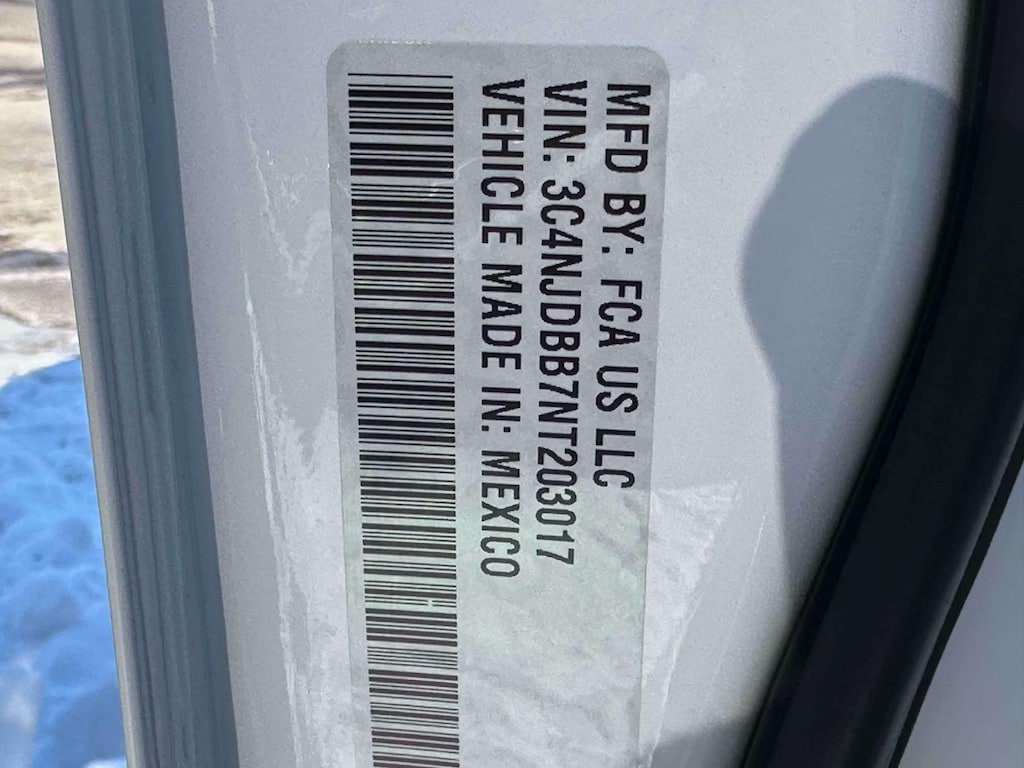 MFD BY: FCA US LLC
VIN: 3C4NJDBB7NT203017
VEHICLE MADE IN: MEXICO